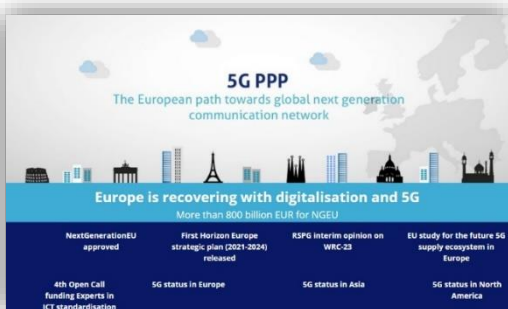 5G PPP
The European path towards global next generation
communication network
Europe is recovering with digitalisation and 5G
More than 800 billion EUR for NGEU
NextGenerationEU
approved
First Horizon Europe
strategic plan (2021-2024)
released
RSPG interim opinion on
WRC-23
EU study for the future 5G
supply ecosystem in
Europe
4th Open Call
funding Experts in
ICT standardisation
5G status in Europe
5G status in Asia
5G status in North
America